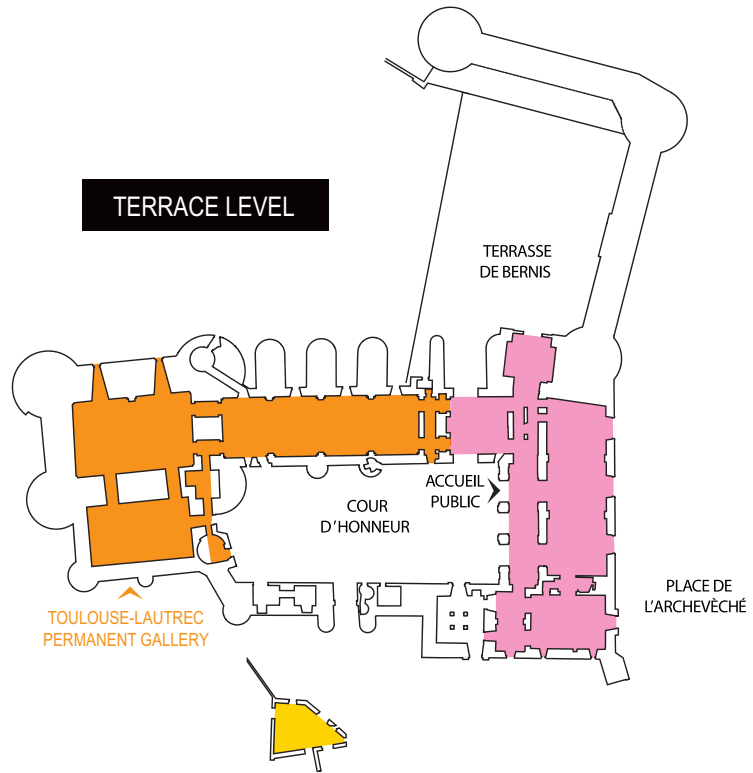 TERRACE LEVEL
TERRASSE
DE BERNIS
ACCUEIL
PUBLIC
COUR
D'HONNEUR
PLACE DE
L'ARCHEVÈCHÉ
TOULOUSE-LAUTREC
PERMANENT GALLERY